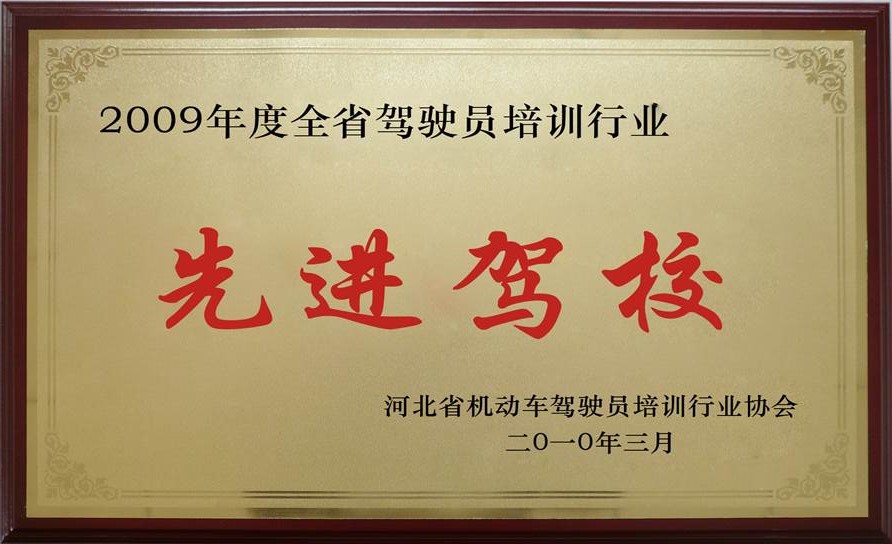 2009年度全省驾驶员培训行业
先进驾校
河北省机动车驾驶员培训行业协会
二O一O年三月